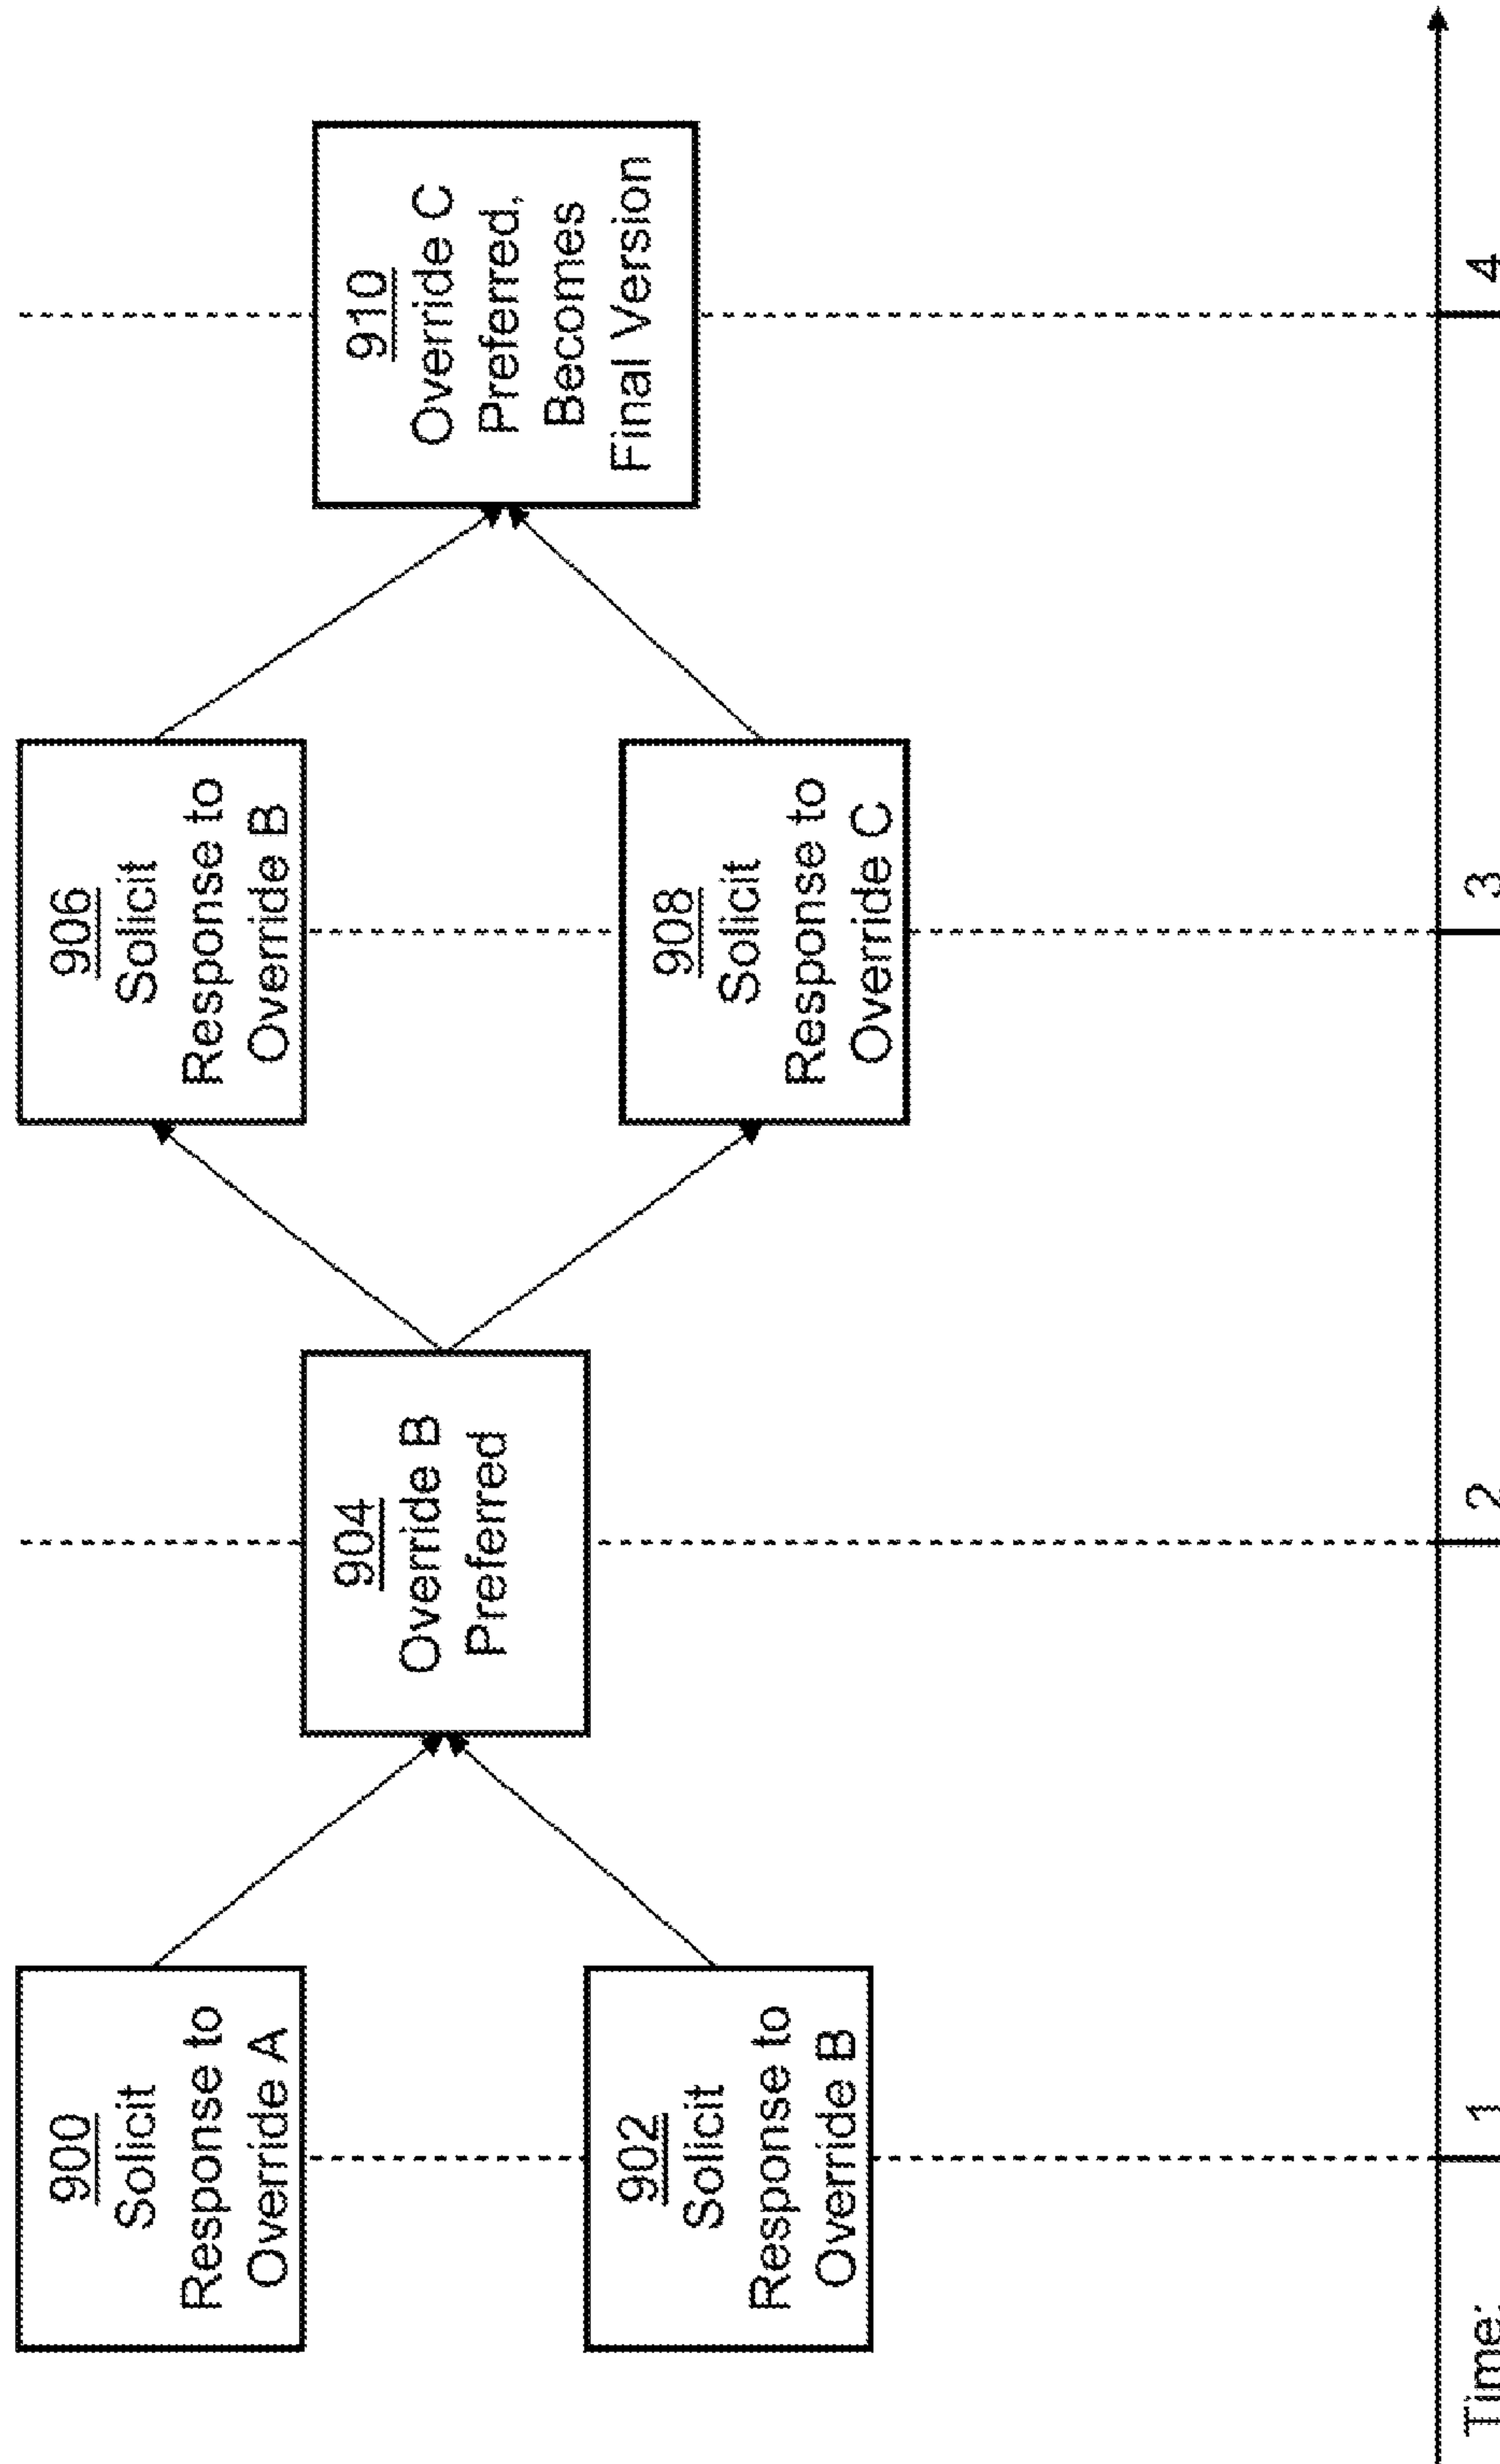 900
Solicit
Response to
Override A
902
Solicit
Response to
Override B
904
Override B
Preferred
906
Solicit
Response to
Override B
908
Solicit
Response to
Override C
910
Override C
Preferred,
Becomes
Final Version
Time:
1
2
3
4